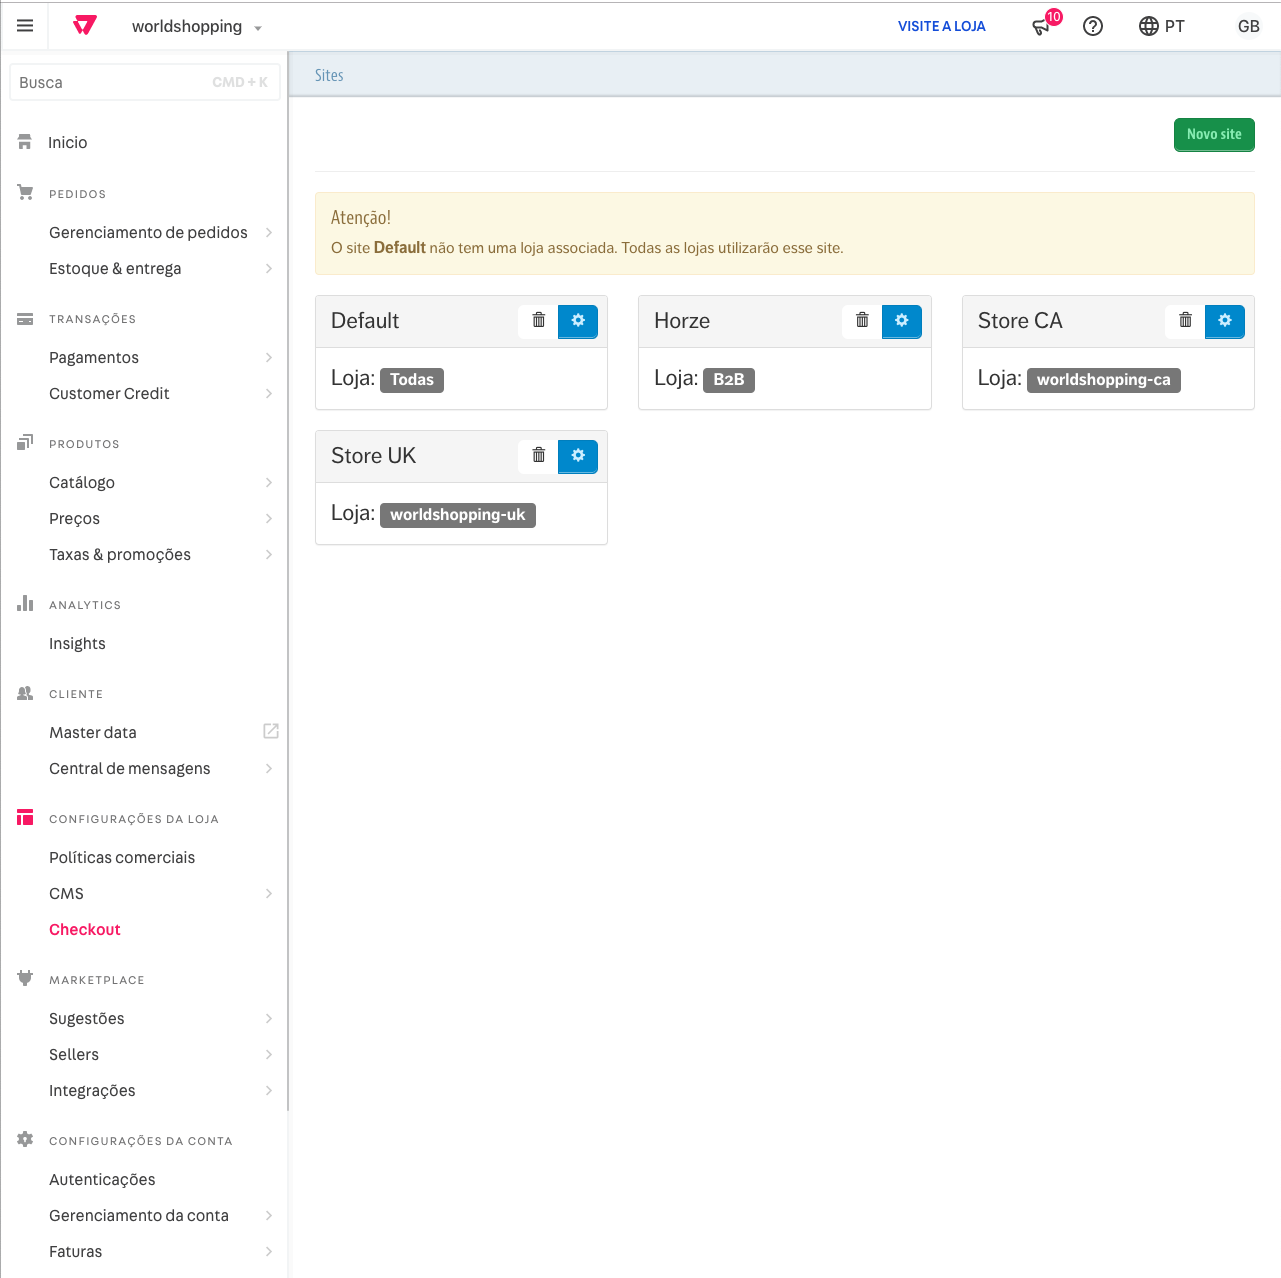 worldshopping
VISITE A LOJA
10
PT
GB
Busca
CMD + K
Inicio
PEDIDOS
Gerenciamento de pedidos
Estoque & entrega
TRANSAÇÕES
Pagamentos
Customer Credit
PRODUTOS
Catálogo
Preços
Taxas & promoções
ANALYTICS
Insights
CLIENTE
Master data
Central de mensagens
CONFIGURAÇÕES DA LOJA
Políticas comerciais
CMS
Checkout
MARKETPLACE
Sugestões
Sellers
Integrações
CONFIGURAÇÕES DA CONTA
Autenticações
Gerenciamento da conta
Faturas
Sites
Novo site
Atenção!
O site Default não tem uma loja associada. Todas as lojas utilizarão esse site.
Default
Loja: Todas
Horze
Loja: B2B
Store CA
Loja: worldshopping-ca
Store UK
Loja: worldshopping-uk